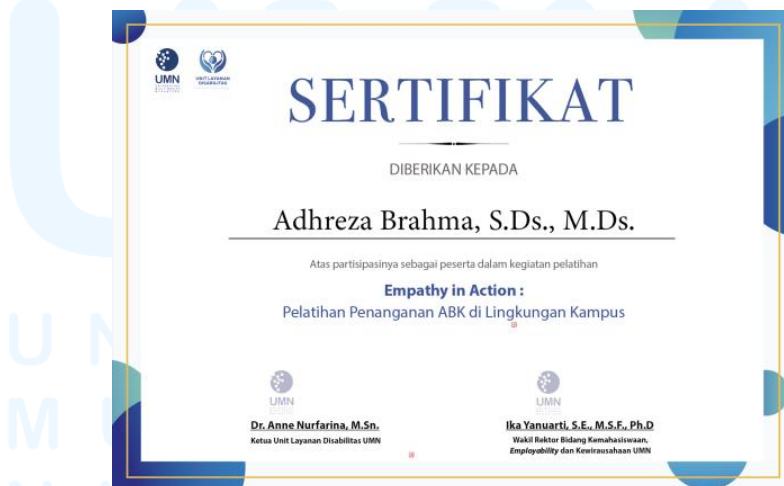 UMN
UNIT LAYANAN
DISABILITAS
SERTIFIKAT
DIBERIKAN KEPADA
Adhreza Brahma, S.Ds., M.Ds.
Atas partisipasinya sebagai peserta dalam kegiatan pelatihan
Empathy in Action :
Pelatihan Penanganan ABK di Lingkungan Kampus
UMN
Dr. Anne Nurfarina, M.Sn.
Ketua Unit Layanan Disabilitas UMN
UMN
Ika Yanuarti, S.E., M.S.F., Ph.D
Wakil Rektor Bidang Kemahasiswaan,
Employability dan Kewirausahaan UMN